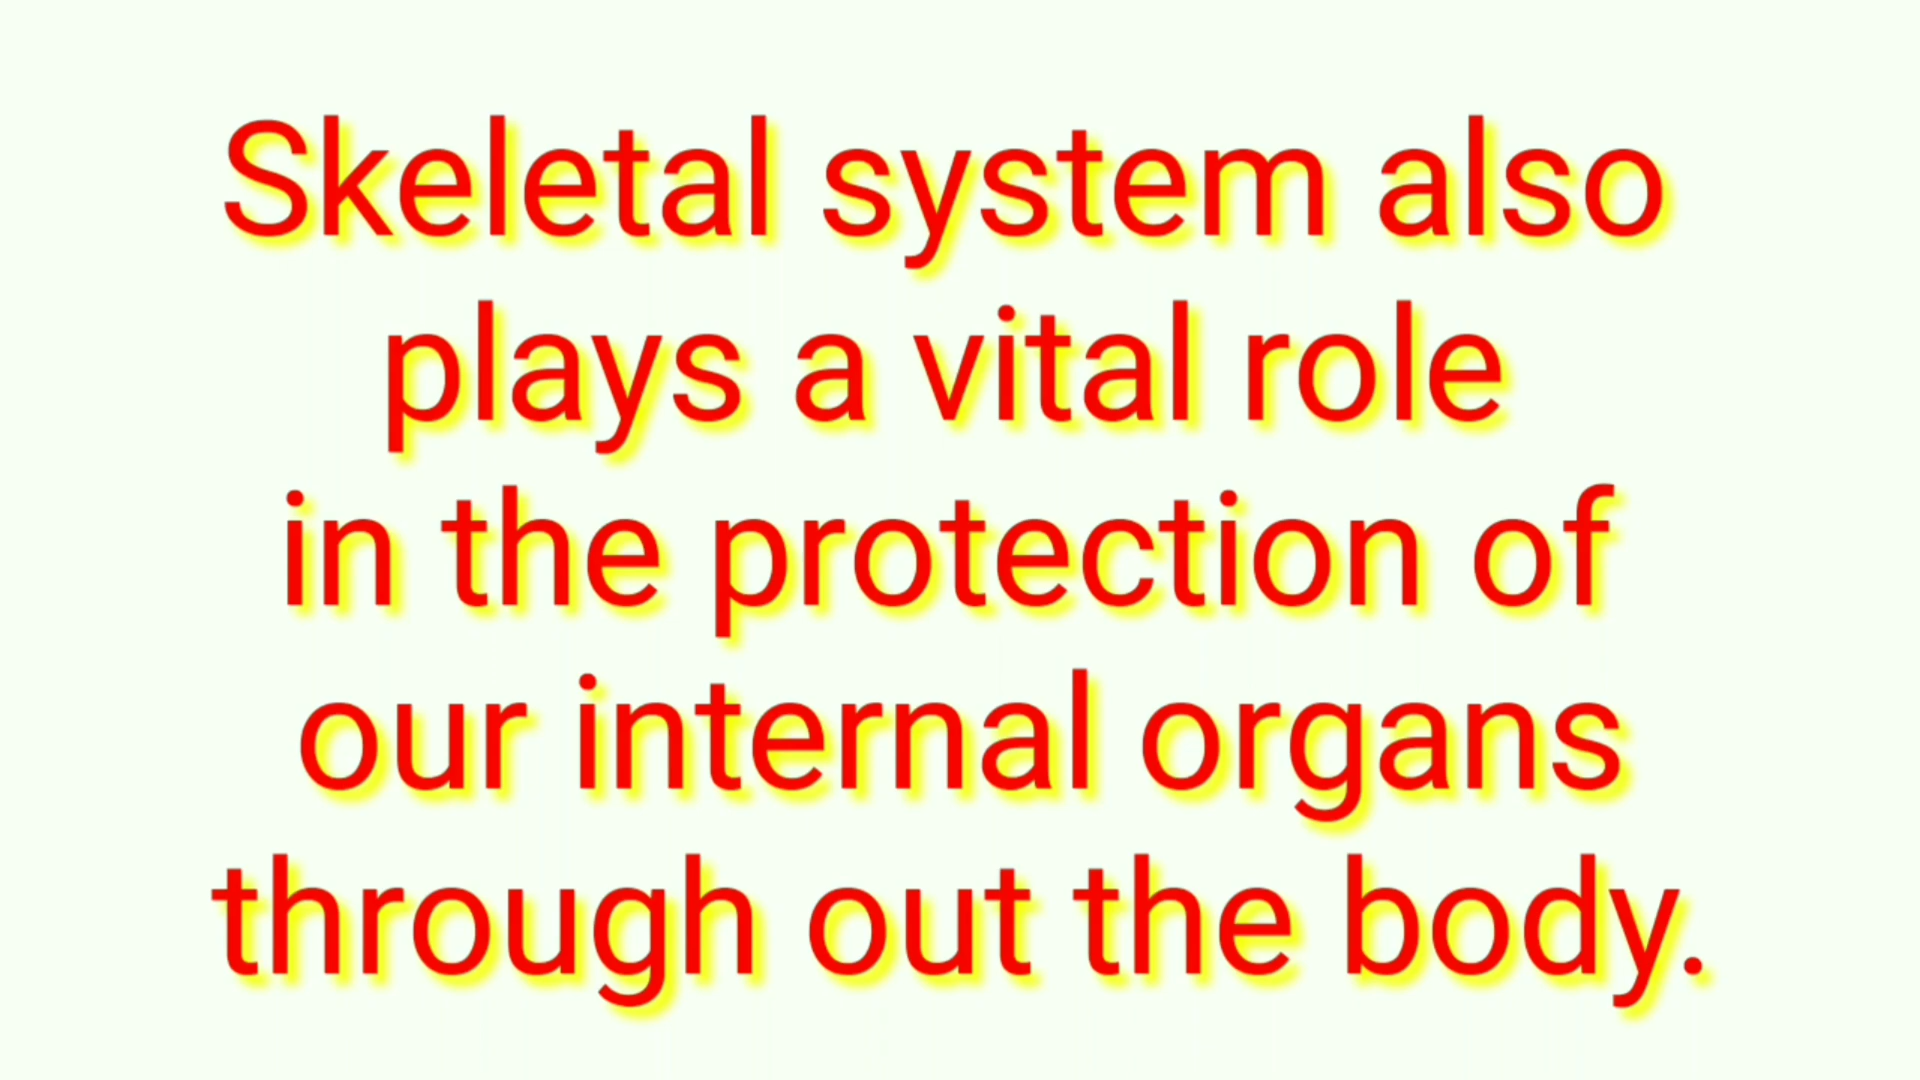 Skeletal system also
plays a vital role
in the protection of
our internal organs
through out the body.